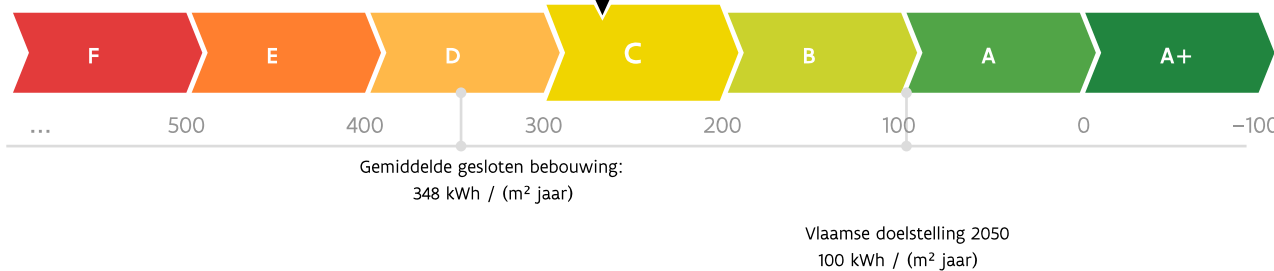 F E D C B A A+
... 500 400 300 200 100 0 −100
Gemiddelde gesloten bebouwing:
348 kWh / (m² jaar)
Vlaamse doelstelling 2050
100 kWh / (m² jaar)